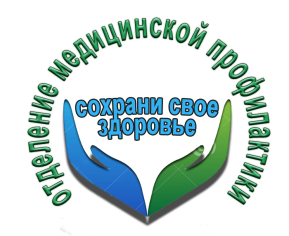 отделение медицинской профилактики
сохрани свое
здоровье